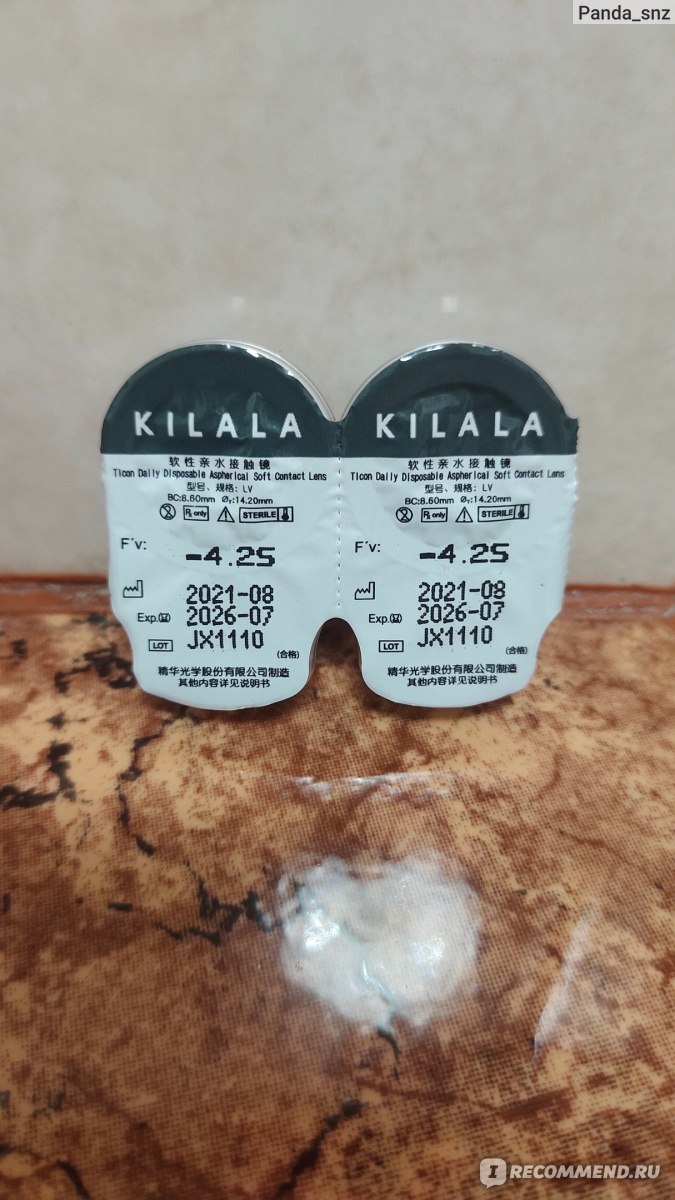 Panda_snz
KILALA
软性亲水接触镜
Ticon Daily Disposable Aspherical Soft Contact Lens
型号、规格: LV
BC:8.60mm Ø₁:14.20mm
Rx only STERILE
F'v: -4.25
2021-08
Exp. 2026-07
LOT JX1110
(合格)
精华光学股份有限公司制造
其他内容详见说明书
KILALA
软性亲水接触镜
Ticon Daily Disposable Aspherical Soft Contact Lens
型号、规格: LV
BC:8.60mm Ø₁:14.20mm
Rx only STERILE
F'v: -4.25
2021-08
Exp. 2026-07
LOT JX1110
(合格)
精华光学股份有限公司制造
其他内容详见说明书
IRECOMMEND.RU